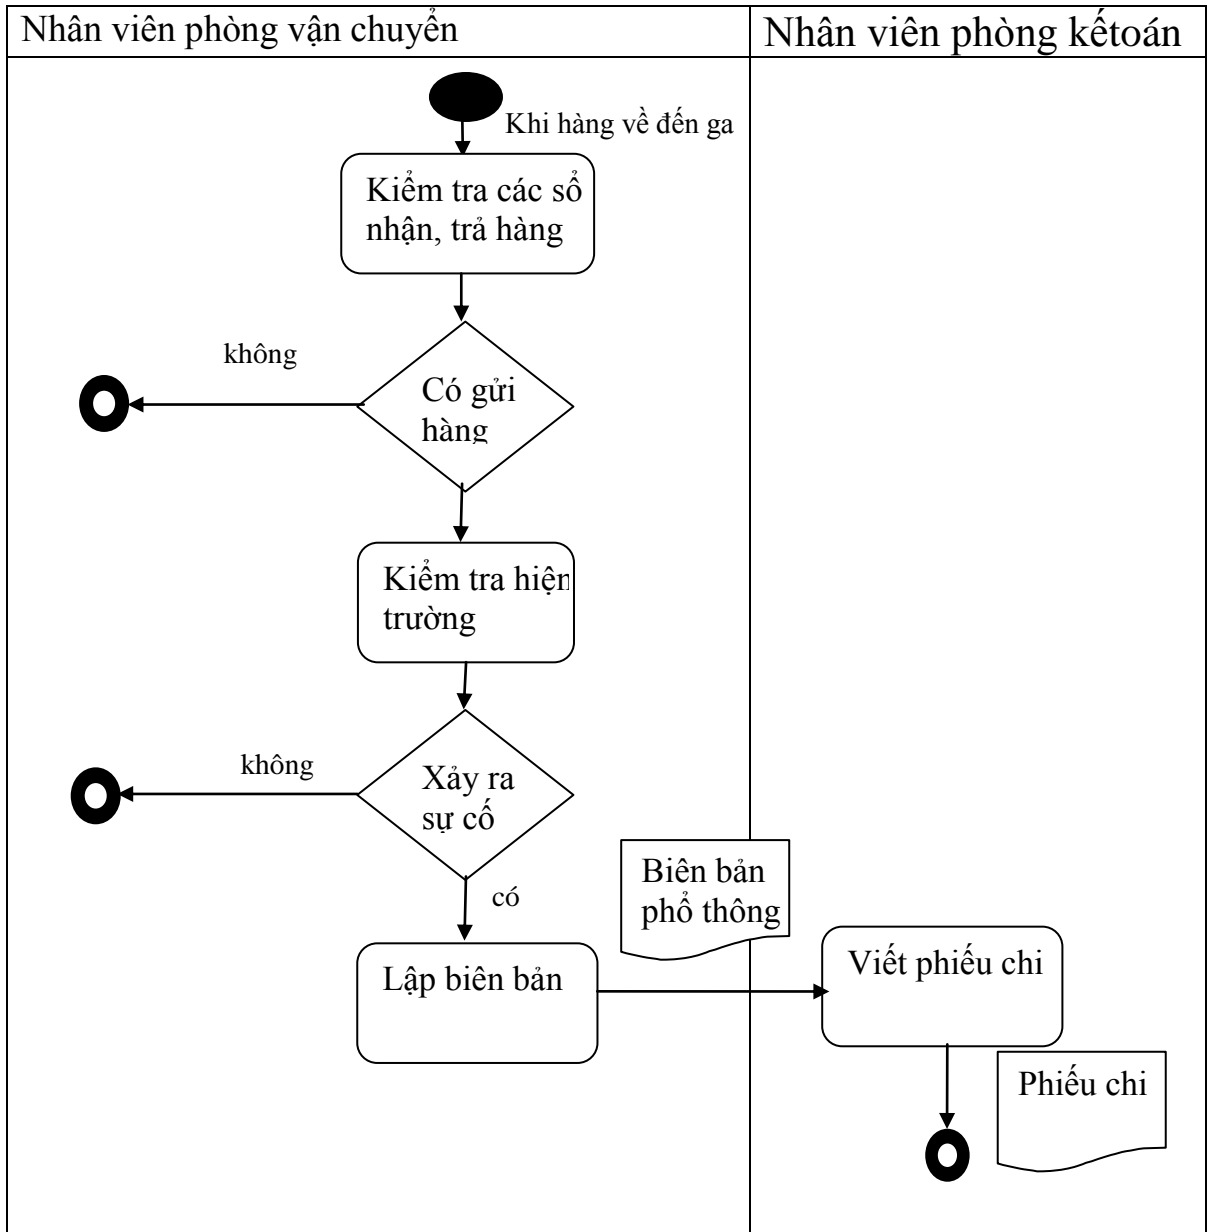 Nhân viên phòng vận chuyển
Nhân viên phòng kếtoán
Khi hàng về đến ga
Kiểm tra các sổ
nhận, trả hàng
không
Có gửi
hàng
Kiểm tra hiện
trường
không
Xảy ra
sự cố
có
Biên bản
phổ thông
Lập biên bản
Viết phiếu chi
Phiếu chi